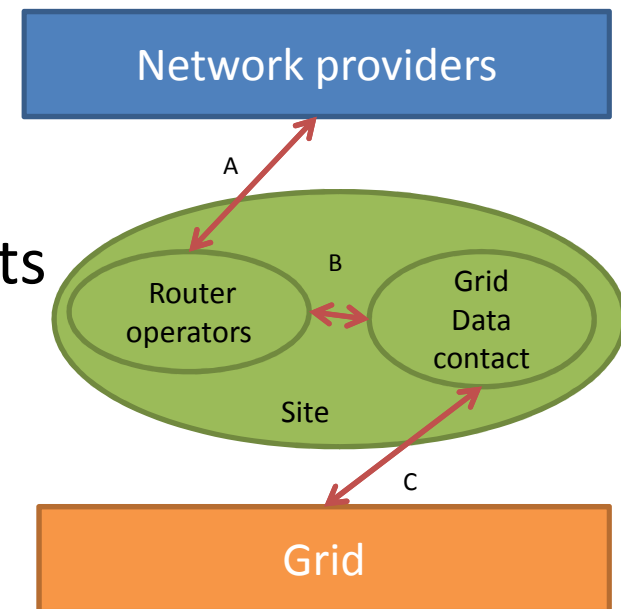 Network providers
A
ts
B
Router
operators
Grid
Data
contact
Site
C
Grid